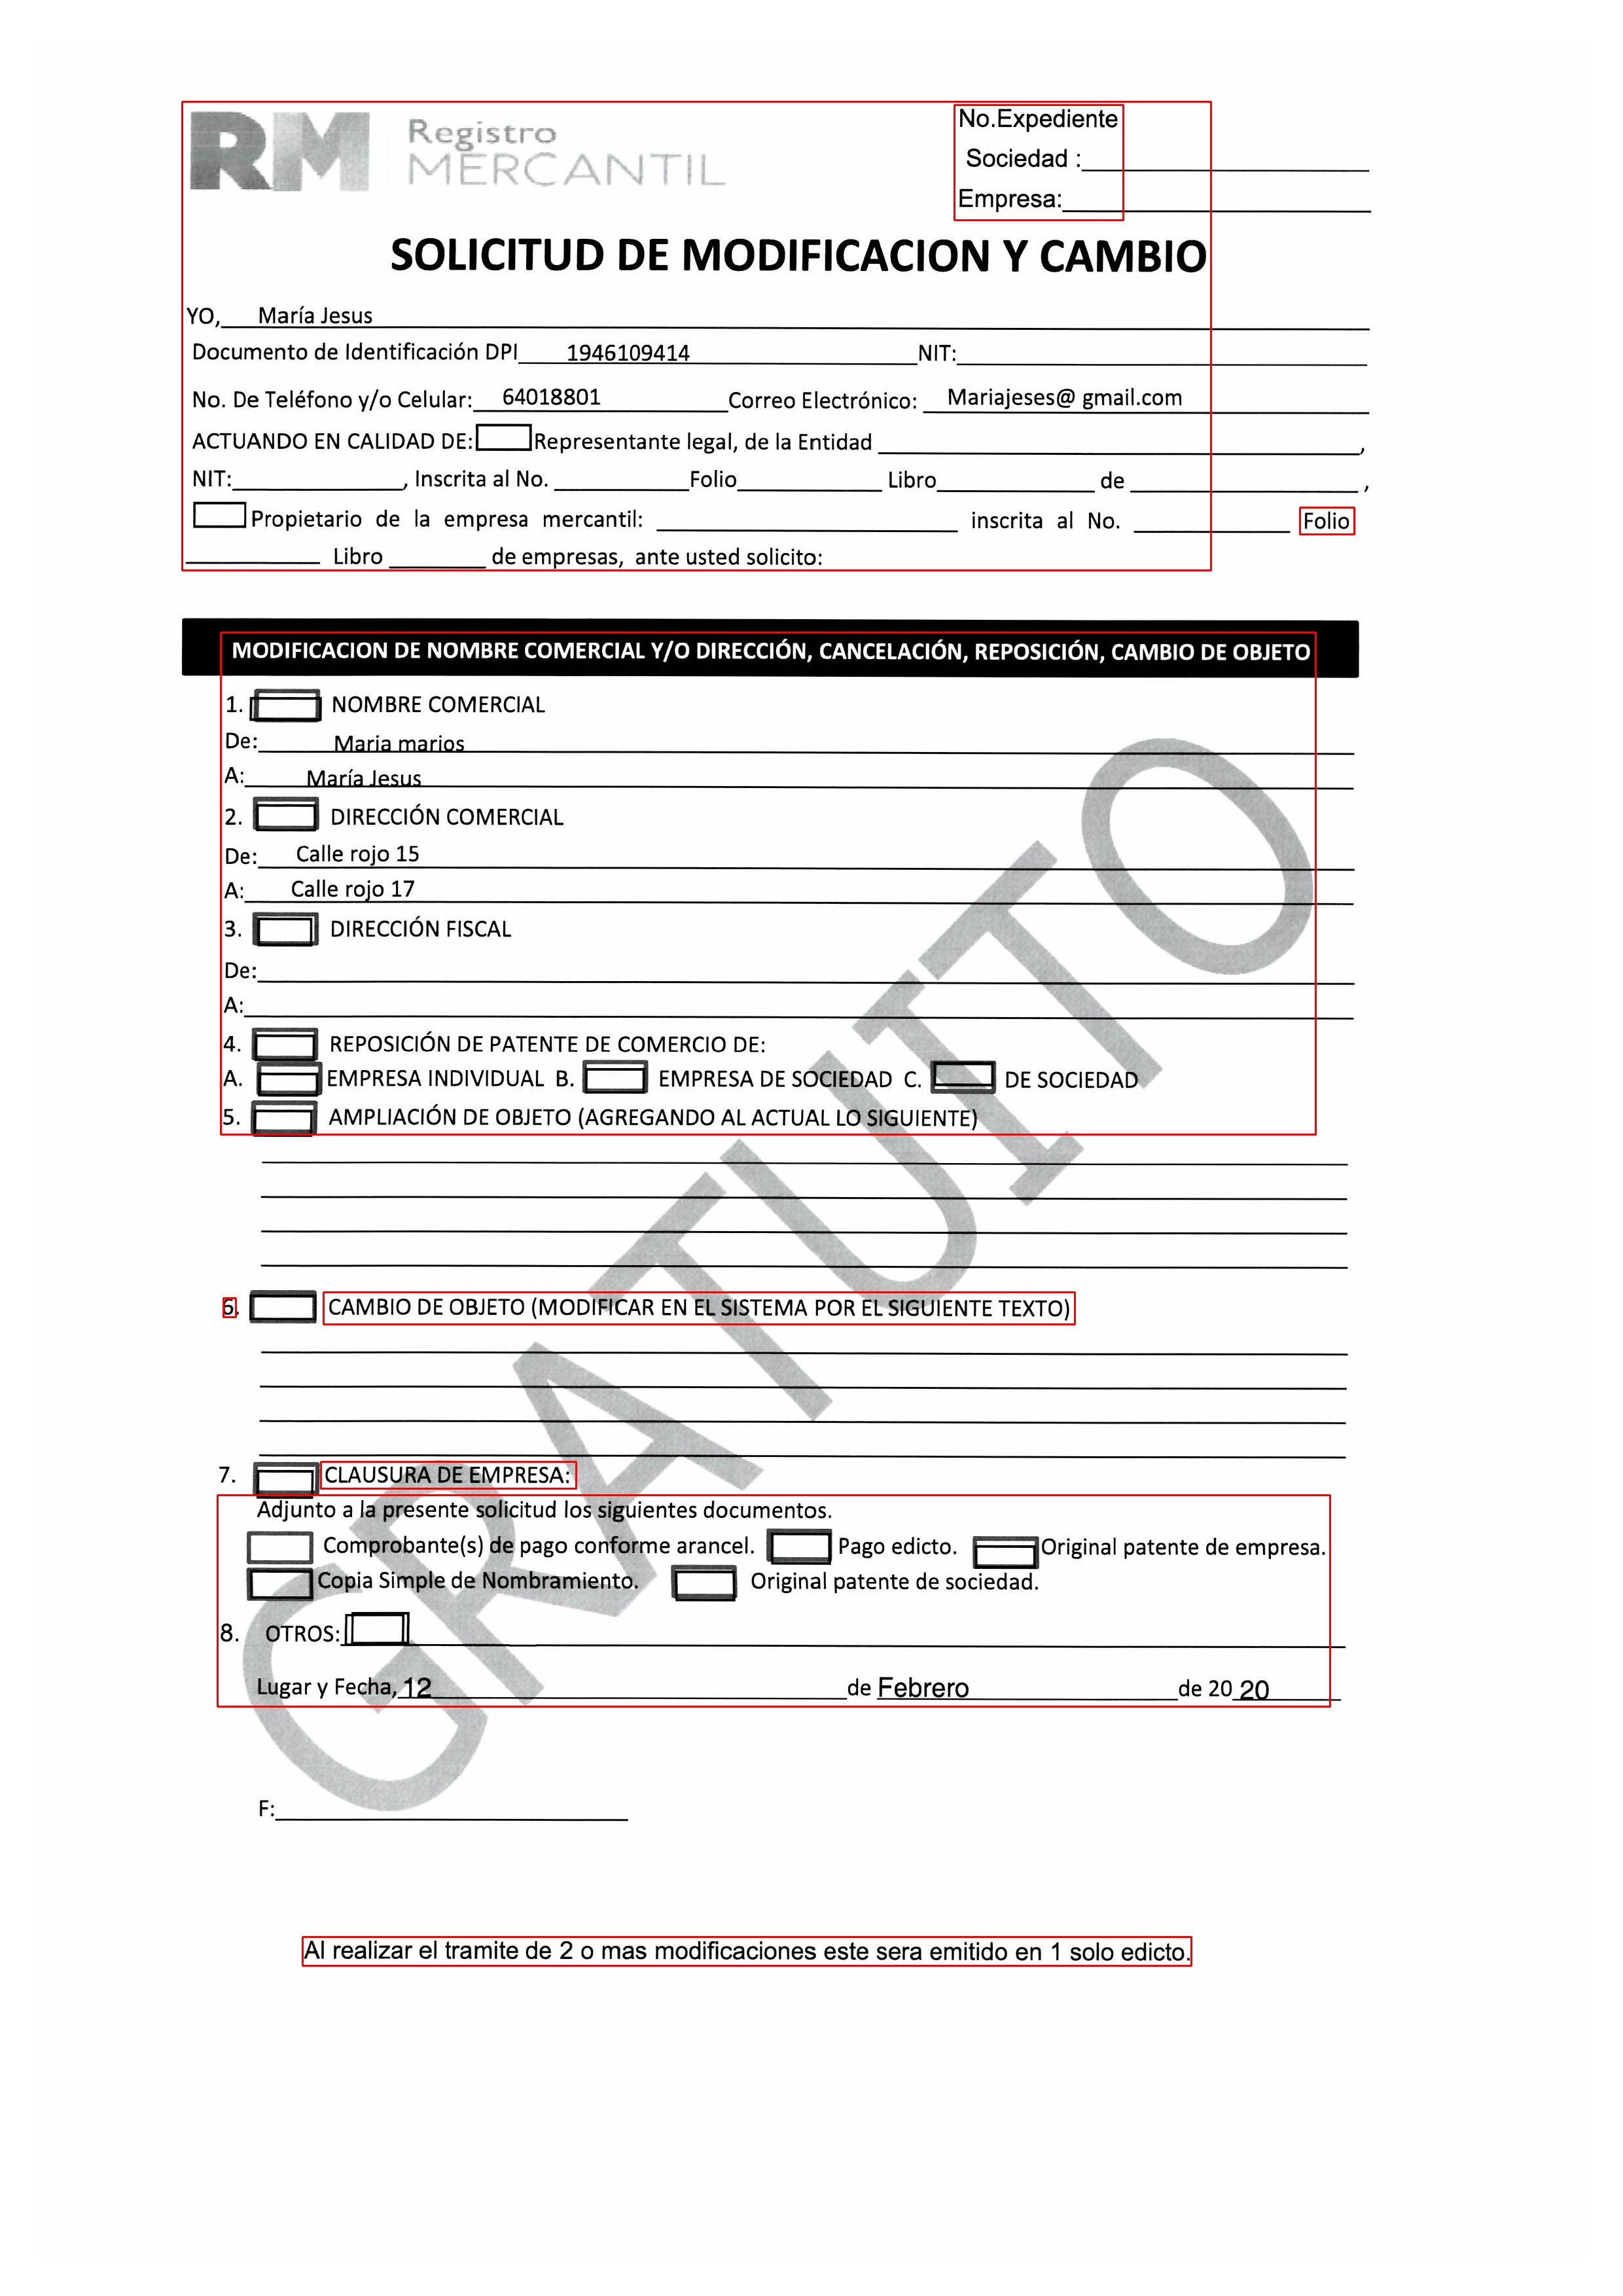 RM Registro
MERCANTIL
No.Expediente
Sociedad :
Empresa:
SOLICITUD DE MODIFICACION Y CAMBIO
YO, María Jesus
Documento de Identificación DPI 1946109414 NIT:
No. De Teléfono y/o Celular: 64018801 Correo Electrónico: Mariajeses@ gmail.com
ACTUANDO EN CALIDAD DE: Representante legal, de la Entidad ,
NIT: , Inscrita al No. Folio Libro de ,
Propietario de la empresa mercantil: inscrita al No. Folio
Libro de empresas, ante usted solicito:
MODIFICACION DE NOMBRE COMERCIAL Y/O DIRECCIÓN, CANCELACIÓN, REPOSICIÓN, CAMBIO DE OBJETO
1. NOMBRE COMERCIAL
De: Maria marios
A: María Jesus
2. DIRECCIÓN COMERCIAL
De: Calle rojo 15
A: Calle rojo 17
3. DIRECCIÓN FISCAL
De:
A:
4. REPOSICIÓN DE PATENTE DE COMERCIO DE:
A. EMPRESA INDIVIDUAL B. EMPRESA DE SOCIEDAD C. DE SOCIEDAD
5. AMPLIACIÓN DE OBJETO (AGREGANDO AL ACTUAL LO SIGUIENTE)
6. CAMBIO DE OBJETO (MODIFICAR EN EL SISTEMA POR EL SIGUIENTE TEXTO)
7. CLAUSURA DE EMPRESA:
Adjunto a la presente solicitud los siguientes documentos.
Comprobante(s) de pago conforme arancel. Pago edicto. Original patente de empresa.
Copia Simple de Nombramiento. Original patente de sociedad.
8. OTROS:
Lugar y Fecha, 12 de Febrero de 20 20
F:
Al realizar el tramite de 2 o mas modificaciones este sera emitido en 1 solo edicto.
GRATUITO